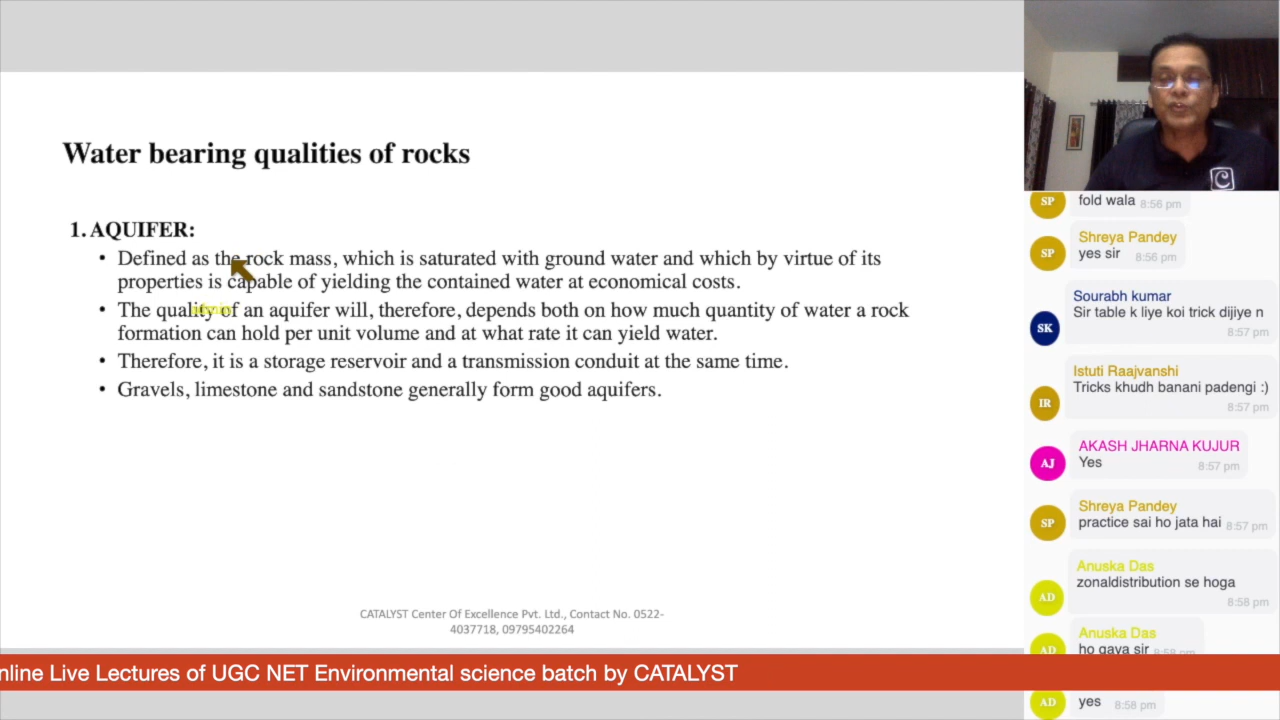 Water bearing qualities of rocks
1. AQUIFER:
• Defined as the rock mass, which is saturated with ground water and which by virtue of its
properties is capable of yielding the contained water at economical costs.
• The quality of an aquifer will, therefore, depends both on how much quantity of water a rock
formation can hold per unit volume and at what rate it can yield water.
• Therefore, it is a storage reservoir and a transmission conduit at the same time.
• Gravels, limestone and sandstone generally form good aquifers.
admin
CATALYST Center Of Excellence Pvt. Ltd., Contact No. 0522-
4037718, 09795402264
C
SP
fold wala 8:56 pm
Shreya Pandey
SP
yes sir 8:56 pm
Sourabh kumar
Sir table k liye koi trick dijiye n
SK
8:57 pm
Istuti Raajvanshi
Tricks khudh banani padengi :)
IR
8:57 pm
AKASH JHARNA KUJUR
AJ
Yes 8:57 pm
Shreya Pandey
SP
practice sai ho jata hai 8:57 pm
Anuska Das
zonaldistribution se hoga
AD
8:58 pm
Anuska Das
AD
ho gaya sir 8:58 pm
nline Live Lectures of UGC NET Environmental science batch by CATALYST
AD
yes 8:58 pm